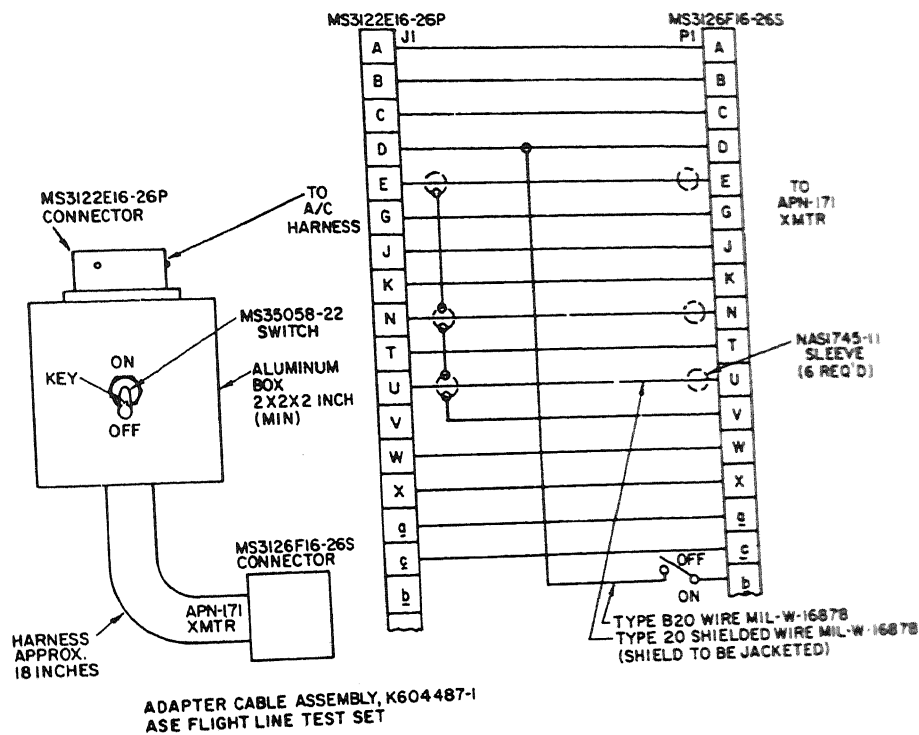 MS3122E16-26P
MS3126F16-26S
J1
P1
A
B
C
D
E
G
J
K
N
T
U
V
W
X
a
c
b
A
B
C
D
E
G
J
K
N
T
U
V
W
X
a
c
b
TO
APN-171
XMTR
NAS1745-11
SLEEVE
(6 REQ'D)
OFF
ON
TYPE B20 WIRE MIL-W-16878
TYPE 20 SHIELDED WIRE MIL-W-16878
(SHIELD TO BE JACKETED)
MS3122E16-26P
CONNECTOR
TO
A/C
HARNESS
MS35058-22
SWITCH
ON
KEY
OFF
ALUMINUM
BOX
2X2X2 INCH
(MIN)
MS3126F16-26S
CONNECTOR
APN-171
XMTR
HARNESS
APPROX.
18 INCHES
ADAPTER CABLE ASSEMBLY, K604487-1
ASE FLIGHT LINE TEST SET